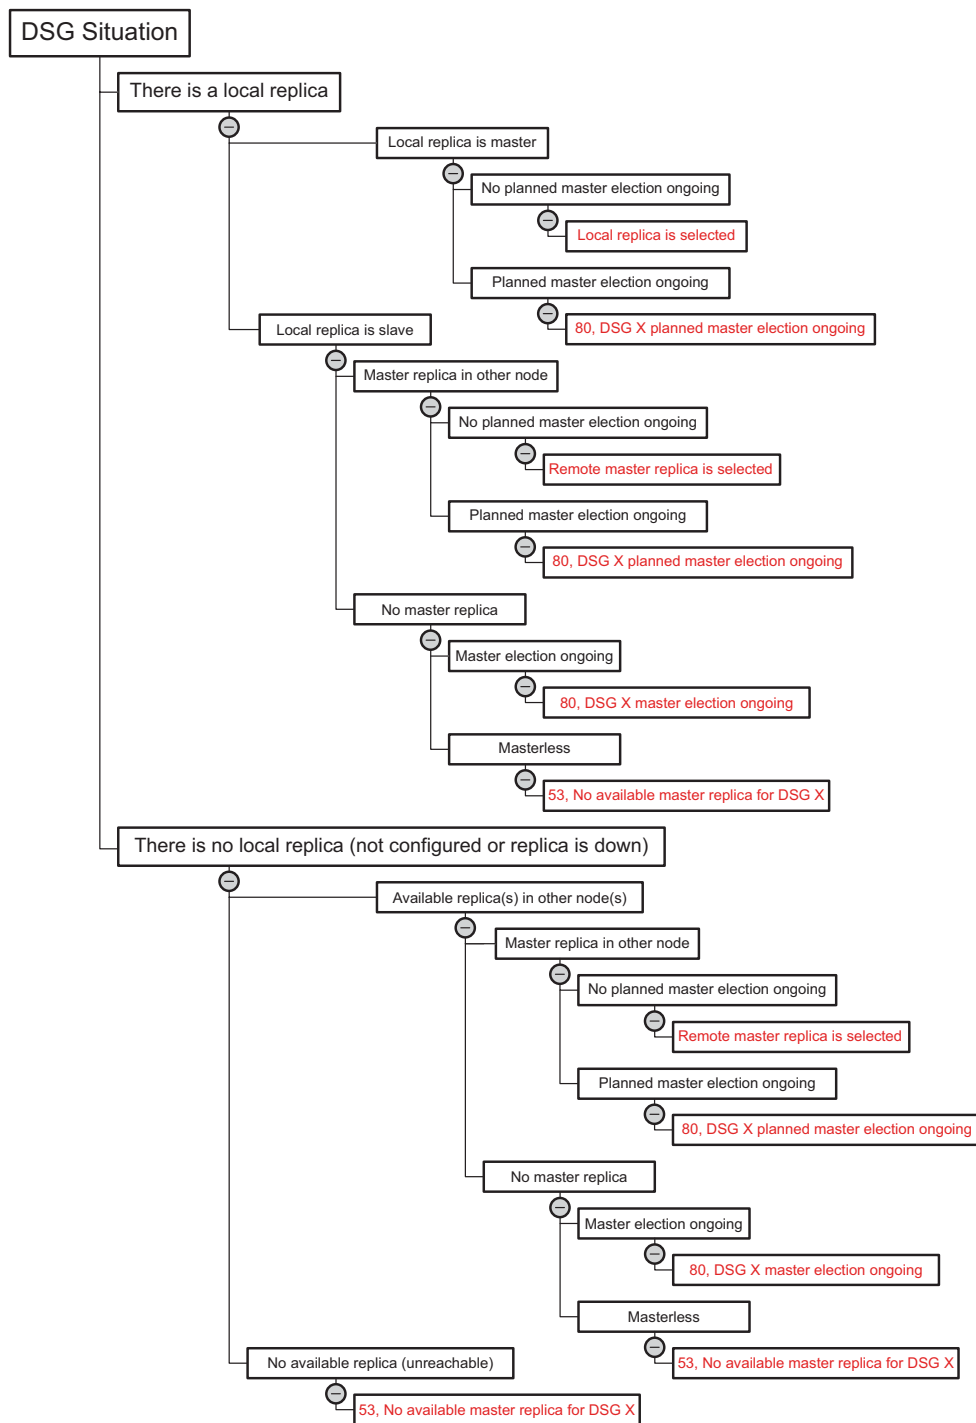 DSG Situation
There is a local replica
Local replica is master
No planned master election ongoing
Local replica is selected
Planned master election ongoing
80, DSG X planned master election ongoing
Local replica is slave
Master replica in other node
No planned master election ongoing
Remote master replica is selected
Planned master election ongoing
80, DSG X planned master election ongoing
No master replica
Master election ongoing
80, DSG X master election ongoing
Masterless
53, No available master replica for DSG X
There is no local replica (not configured or replica is down)
Available replica(s) in other node(s)
Master replica in other node
No planned master election ongoing
Remote master replica is selected
Planned master election ongoing
80, DSG X planned master election ongoing
No master replica
Master election ongoing
80, DSG X master election ongoing
Masterless
53, No available master replica for DSG X
No available replica (unreachable)
53, No available master replica for DSG X